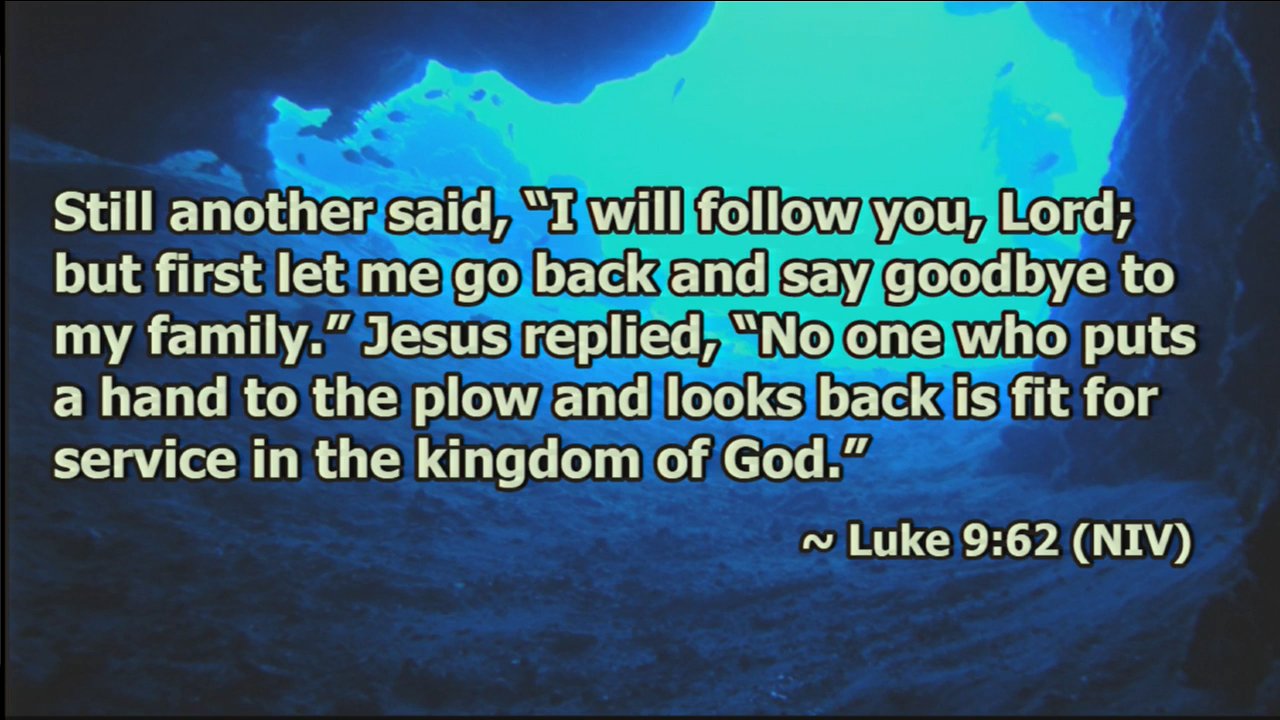 Still another said, “I will follow you, Lord;
but first let me go back and say goodbye to
my family.” Jesus replied, “No one who puts
a hand to the plow and looks back is fit for
service in the kingdom of God.”
~ Luke 9:62 (NIV)